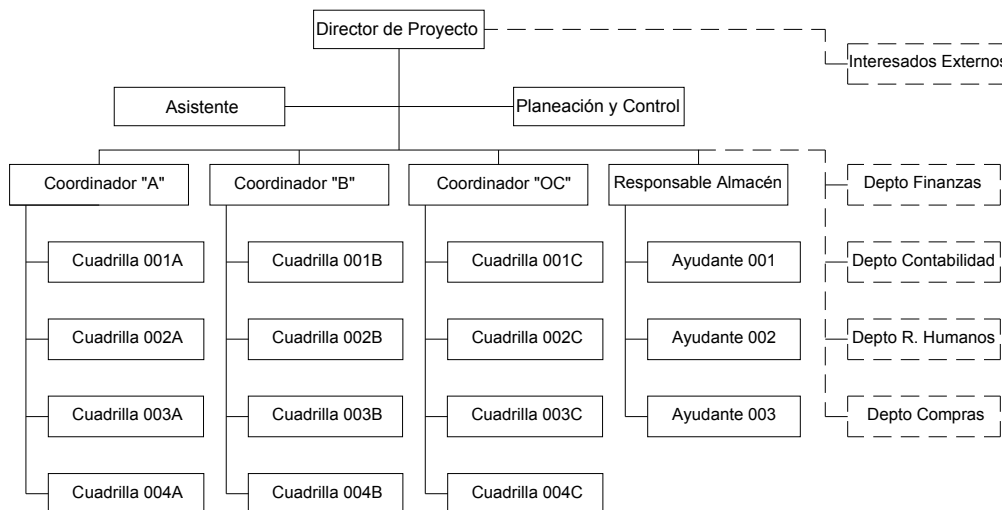 Director de Proyecto
Interesados Externos
Asistente
Planeación y Control
Coordinador "A"
Coordinador "B"
Coordinador "OC"
Responsable Almacén
Depto Finanzas
Cuadrilla 001A
Cuadrilla 001B
Cuadrilla 001C
Ayudante 001
Depto Contabilidad
Cuadrilla 002A
Cuadrilla 002B
Cuadrilla 002C
Ayudante 002
Depto R. Humanos
Cuadrilla 003A
Cuadrilla 003B
Cuadrilla 003C
Ayudante 003
Depto Compras
Cuadrilla 004A
Cuadrilla 004B
Cuadrilla 004C